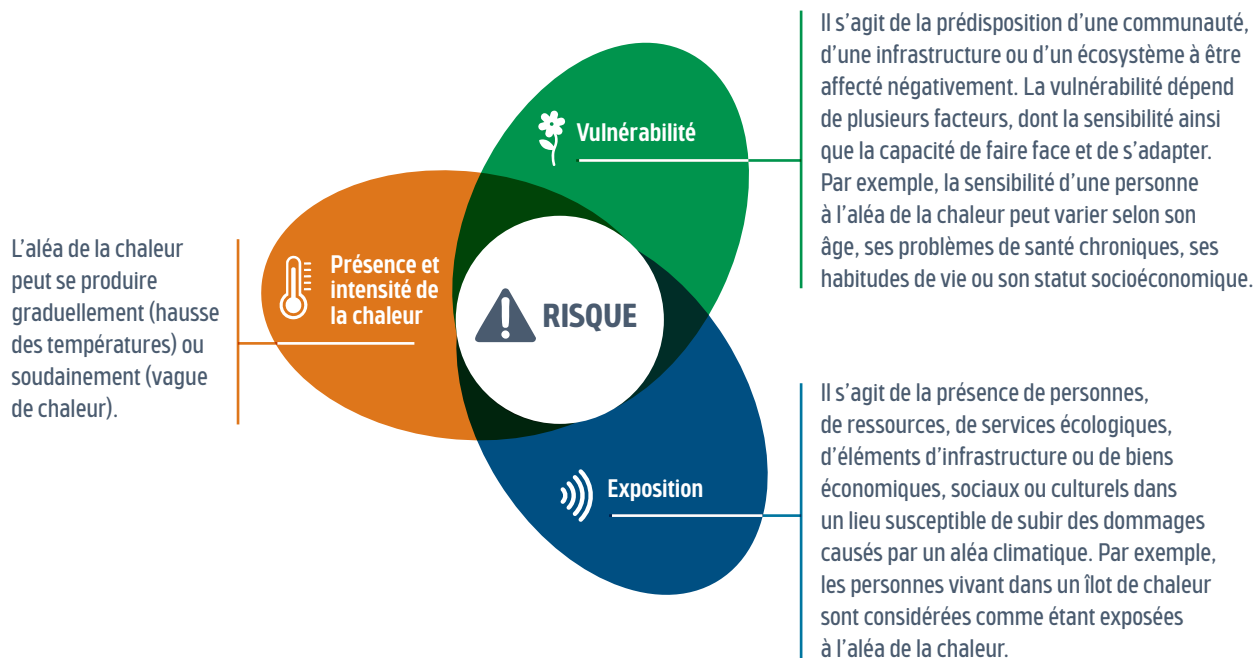 Il s’agit de la prédisposition d’une communauté,
d’une infrastructure ou d’un écosystème à être
affecté négativement. La vulnérabilité dépend
de plusieurs facteurs, dont la sensibilité ainsi
que la capacité de faire face et de s’adapter.
Par exemple, la sensibilité d’une personne
à l’aléa de la chaleur peut varier selon son
âge, ses problèmes de santé chroniques, ses
habitudes de vie ou son statut socioéconomique.
Vulnérabilité
L’aléa de la chaleur
peut se produire
graduellement (hausse
des températures) ou
soudainement (vague
de chaleur).
Présence et
intensité de
la chaleur
RISQUE
Exposition
Il s’agit de la présence de personnes,
de ressources, de services écologiques,
d’éléments d’infrastructure ou de biens
économiques, sociaux ou culturels dans
un lieu susceptible de subir des dommages
causés par un aléa climatique. Par exemple,
les personnes vivant dans un îlot de chaleur
sont considérées comme étant exposées
à l’aléa de la chaleur.